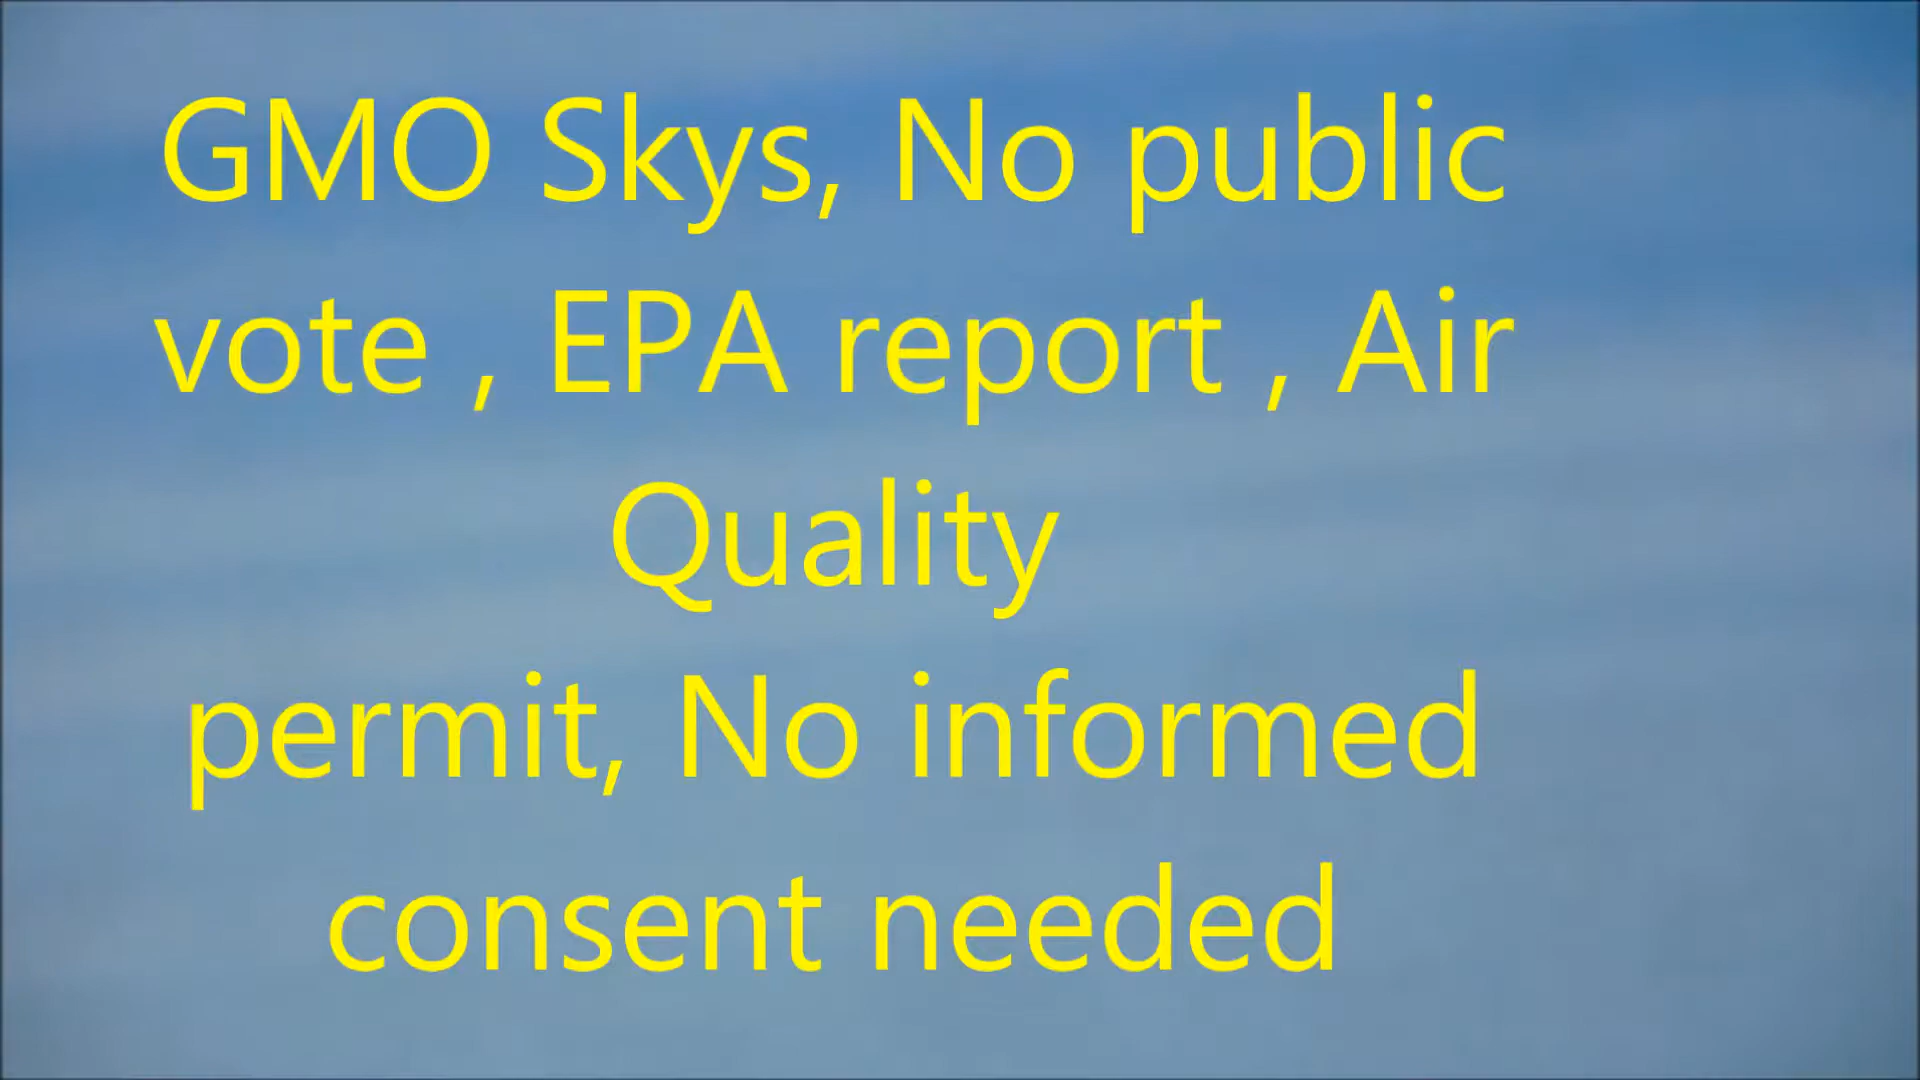 GMO Skys, No public
vote , EPA report , Air
Quality
permit, No informed
consent needed